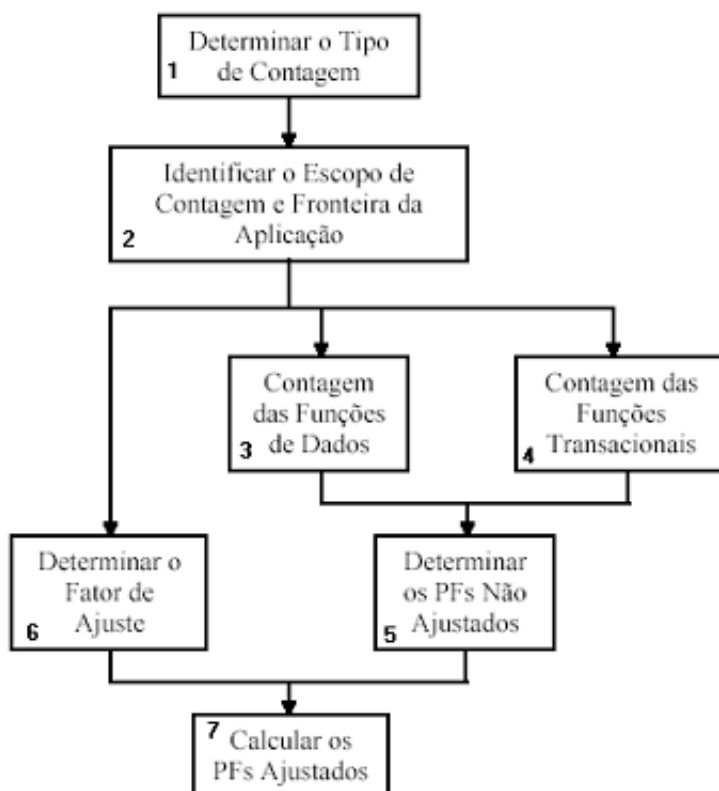 Determinar o Tipo
1 de Contagem
Identificar o Escopo de
Contagem e Fronteira da
2 Aplicação
Contagem
das Funções
3 de Dados
Contagem das
Funções
4 Transacionais
Determinar o
Fator de
6 Ajuste
Determinar
os PFs Não
5 Ajustados
7 Calcular os
PFs Ajustados